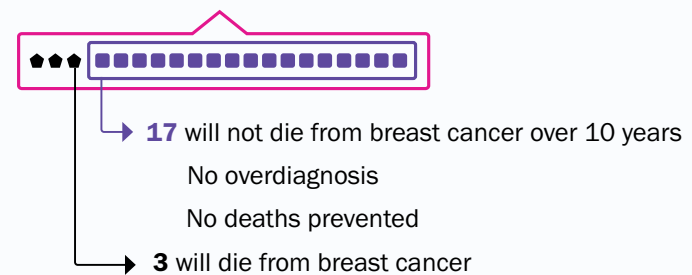 17 will not die from breast cancer over 10 years
No overdiagnosis
No deaths prevented
3 will die from breast cancer